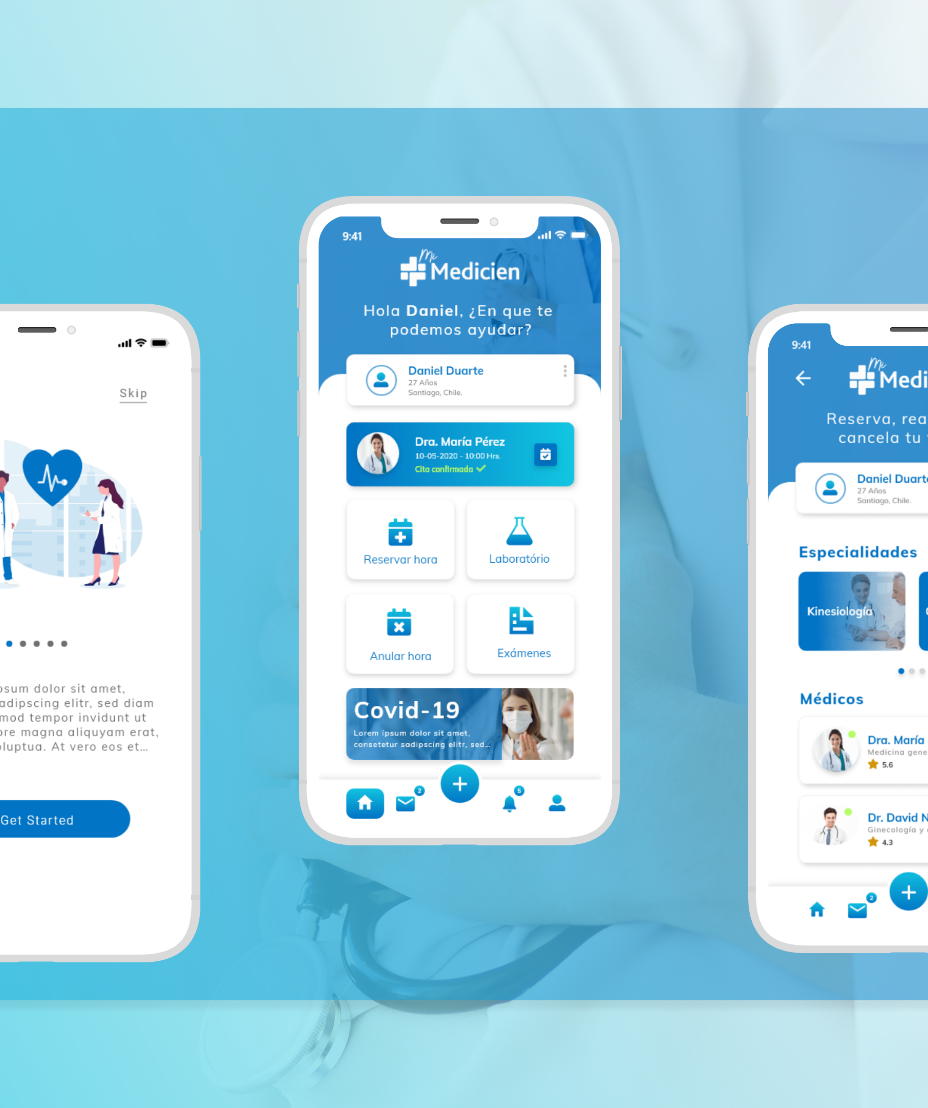 Skip
psum dolor sit amet,
sadipscing elitr, sed diam
mod tempor invidunt ut
ore magna aliquyam erat,
oluptua. At vero eos et...
Get Started
9:41
Mi
Medicien
Hola Daniel, ¿En que te
podemos ayudar?
Daniel Duarte
27 Años
Santiago, Chile.
Dra. María Pérez
10-05-2020 - 10:00 Hrs.
Cita confirmada
Reservar hora
Laboratório
Anular hora
Exámenes
Covid-19
Lorem ipsum dolor sit amet,
consetetur sadipscing elitr, sed...
2
5
9:41
Mi
Medi
Reserva, rea
cancela tu
Daniel Duarte
27 Años
Santiago, Chile.
Especialidades
Kinesiología
Médicos
Dra. María
Medicina gene
5.6
Dr. David N
Ginecología y
4.3
2